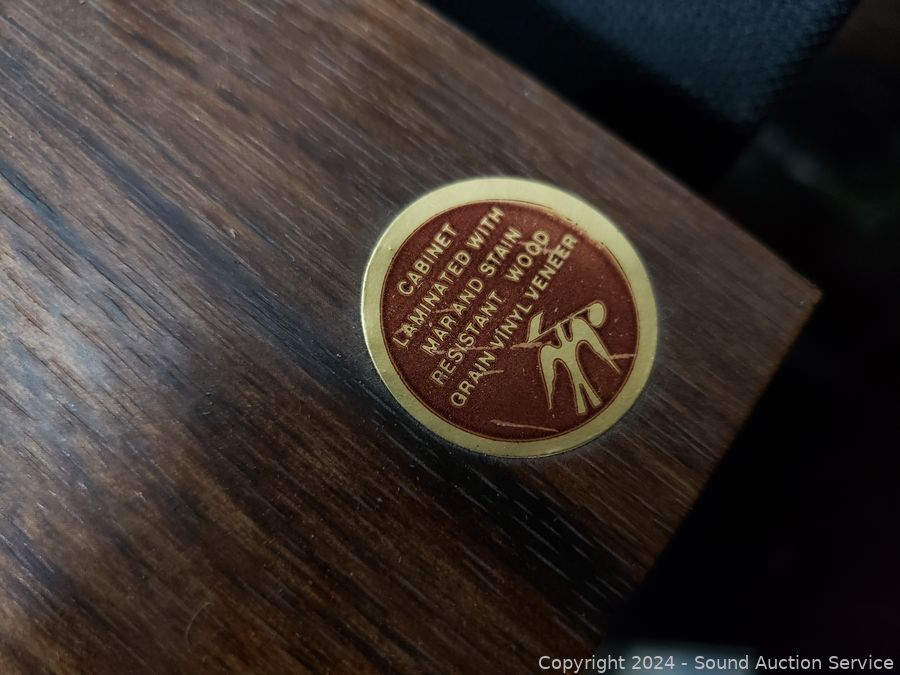 CABINET
LAMINATED WITH
MAR AND STAIN
RESISTANT WOOD
GRAIN VINYL VENEER
Copyright 2024 - Sound Auction Service